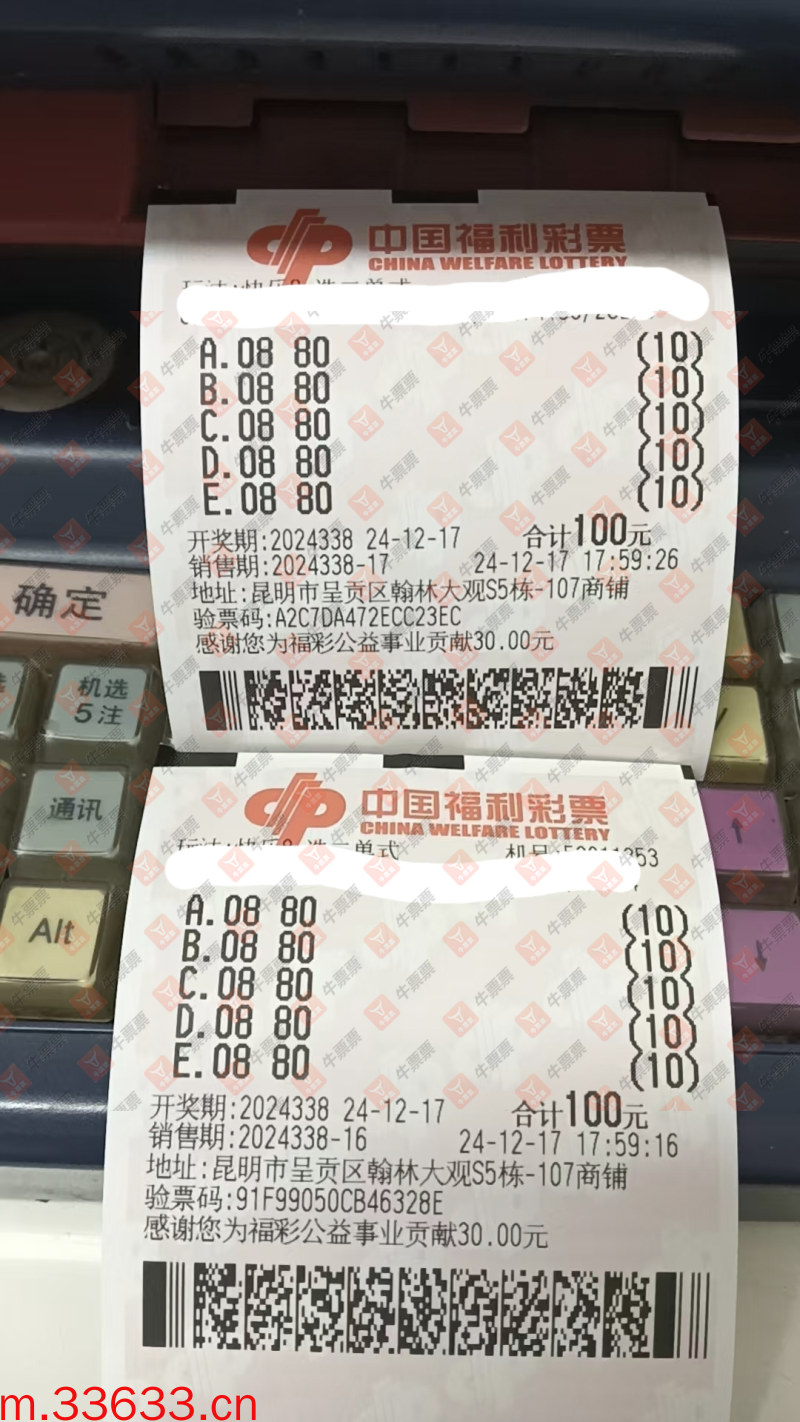 中国福利彩票
CHINA WELFARE LOTTERY
A.08 80 (10)
B.08 80 (10)
C.08 80 (10)
D.08 80 (10)
E.08 80 (10)
开奖期:2024338 24-12-17 合计100元
销售期:2024338-17 24-12-17 17:59:26
地址:昆明市呈贡区翰林大观S5栋-107商铺
验票码:A2C7DA472ECC23EC
感谢您为福彩公益事业贡献30.00元
确定
机选
5注
通讯
Alt
中国福利彩票
CHINA WELFARE LOTTERY
选二单式
A.08 80 (10)
B.08 80 (10)
C.08 80 (10)
D.08 80 (10)
E.08 80 (10)
开奖期:2024338 24-12-17 合计100元
销售期:2024338-16 24-12-17 17:59:16
地址:昆明市呈贡区翰林大观S5栋-107商铺
验票码:91F99050CB46328E
感谢您为福彩公益事业贡献30.00元
牛票票
m.33633.cn